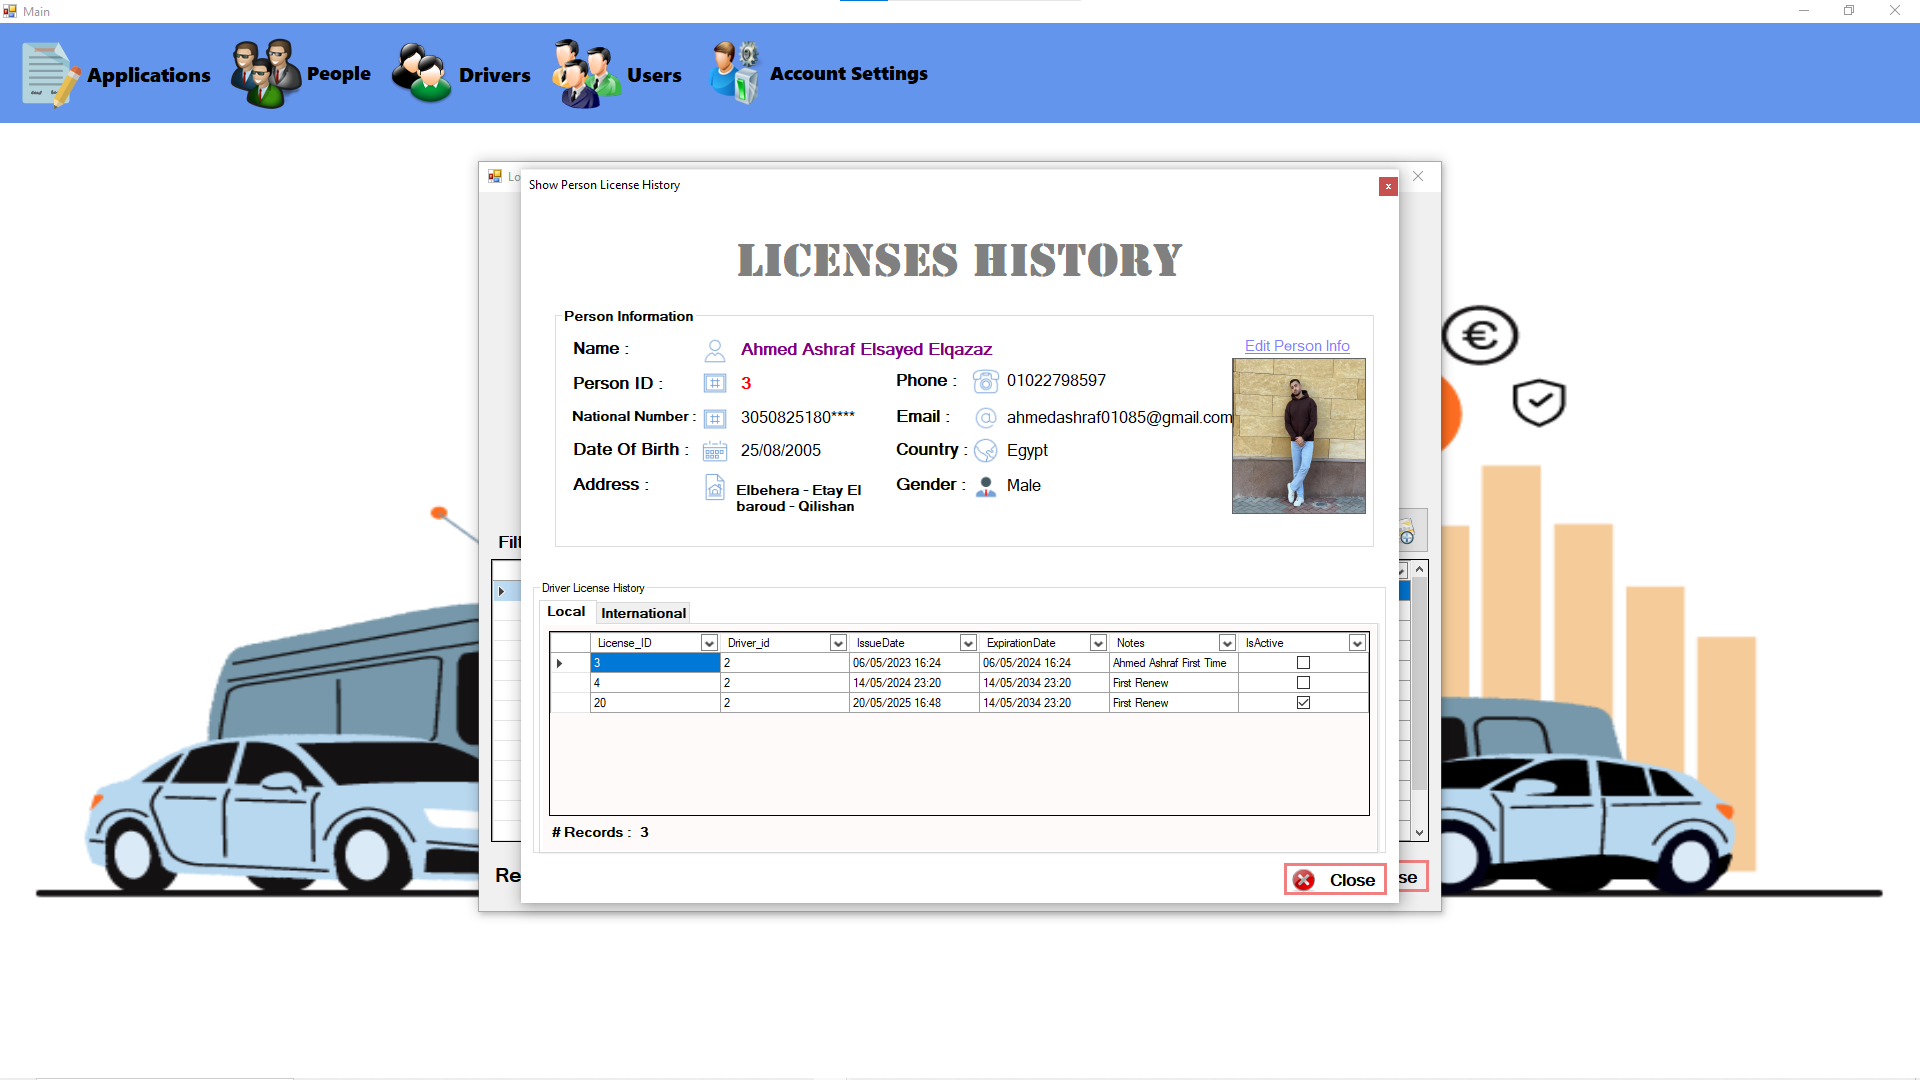 Main
Applications People Drivers Users Account Settings
Lo
Show Person License History
x
LICENSES HISTORY
Person Information
Name : Ahmed Ashraf Elsayed Elqazaz
Edit Person Info
Person ID : 3
Phone : 01022798597
National Number : 3050825180****
Email : ahmedashraf01085@gmail.com
Date Of Birth : 25/08/2005
Country : Egypt
Address : Elbehera - Etay El
baroud - Qilishan
Gender : Male
Filt
Driver License History
Local International
License_ID Driver_id IssueDate ExpirationDate Notes IsActive
3 2 06/05/2023 16:24 06/05/2024 16:24 Ahmed Ashraf First Time
4 2 14/05/2024 23:20 14/05/2034 23:20 First Renew
20 2 20/05/2025 16:48 14/05/2034 23:20 First Renew
# Records : 3
Re
Close
se